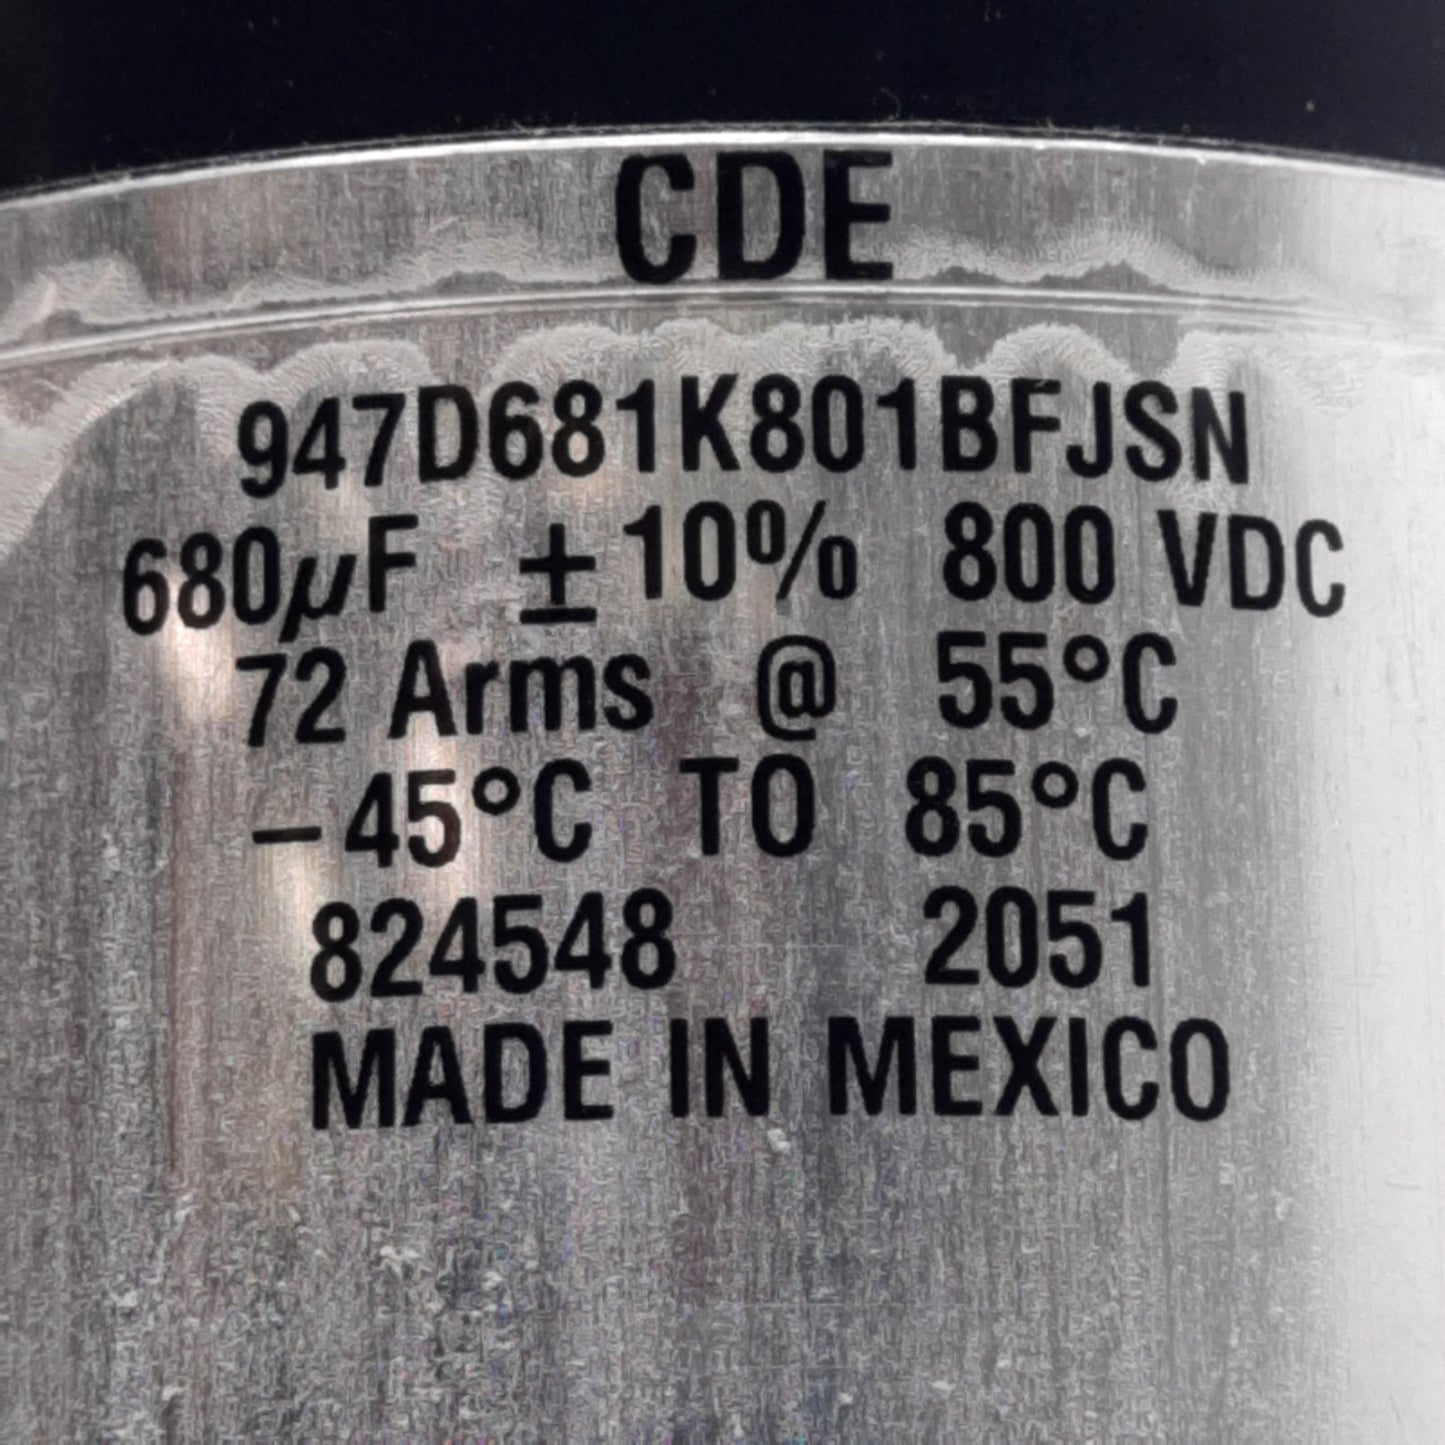 CDE
947D681K801BFJSN
680µF ±10% 800 VDC
72 Arms @ 55°C
-45°C TO 85°C
824548 2051
MADE IN MEXICO